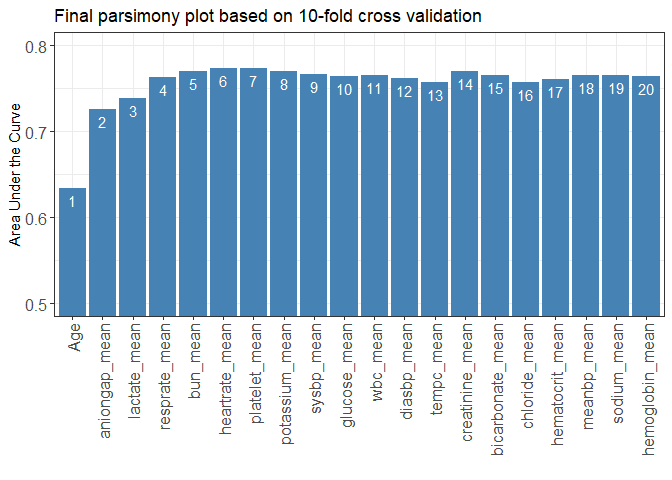 Final parsimony plot based on 10-fold cross validation
Area Under the Curve
0.8
0.7
0.6
0.5
1
2
3
4
5
6
7
8
9
10
11
12
13
14
15
16
17
18
19
20
Age
aniongap_mean
lactate_mean
resprate_mean
bun_mean
heartrate_mean
platelet_mean
potassium_mean
sysbp_mean
glucose_mean
wbc_mean
diasbp_mean
tempc_mean
creatinine_mean
bicarbonate_mean
chloride_mean
hematocrit_mean
meanbp_mean
sodium_mean
hemoglobin_mean